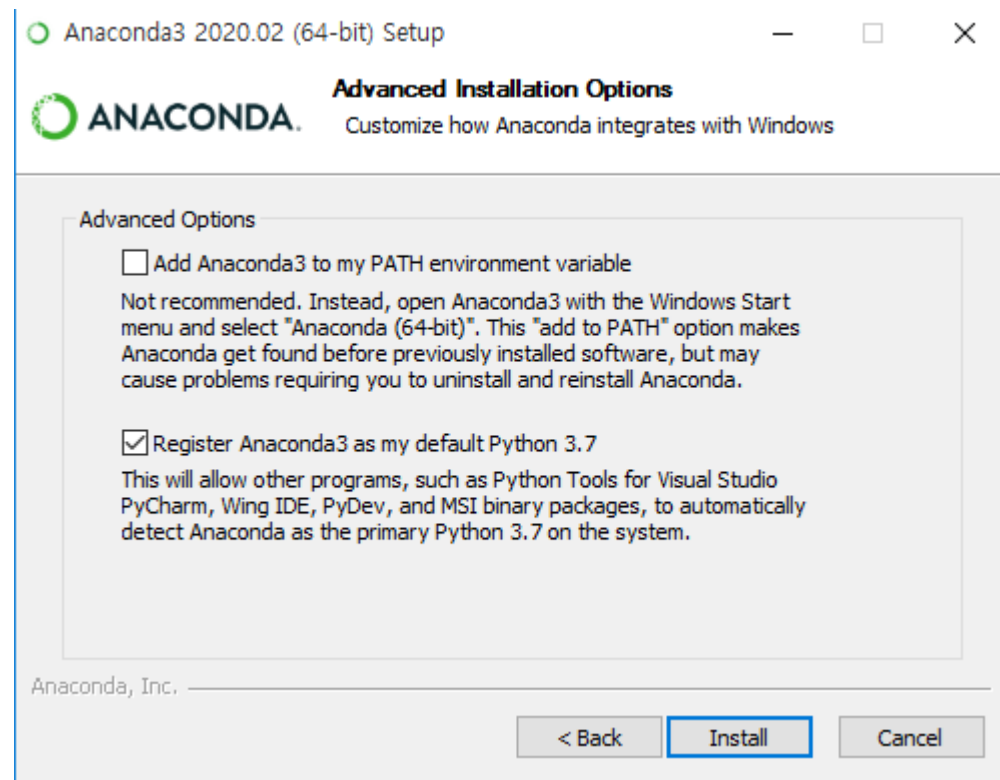 Anaconda3 2020.02 (64-bit) Setup
ANACONDA.
Advanced Installation Options
Customize how Anaconda integrates with Windows
Advanced Options
Add Anaconda3 to my PATH environment variable
Not recommended. Instead, open Anaconda3 with the Windows Start
menu and select "Anaconda (64-bit)". This "add to PATH" option makes
Anaconda get found before previously installed software, but may
cause problems requiring you to uninstall and reinstall Anaconda.
Register Anaconda3 as my default Python 3.7
This will allow other programs, such as Python Tools for Visual Studio
PyCharm, Wing IDE, PyDev, and MSI binary packages, to automatically
detect Anaconda as the primary Python 3.7 on the system.
Anaconda, Inc.
< Back
Install
Cancel